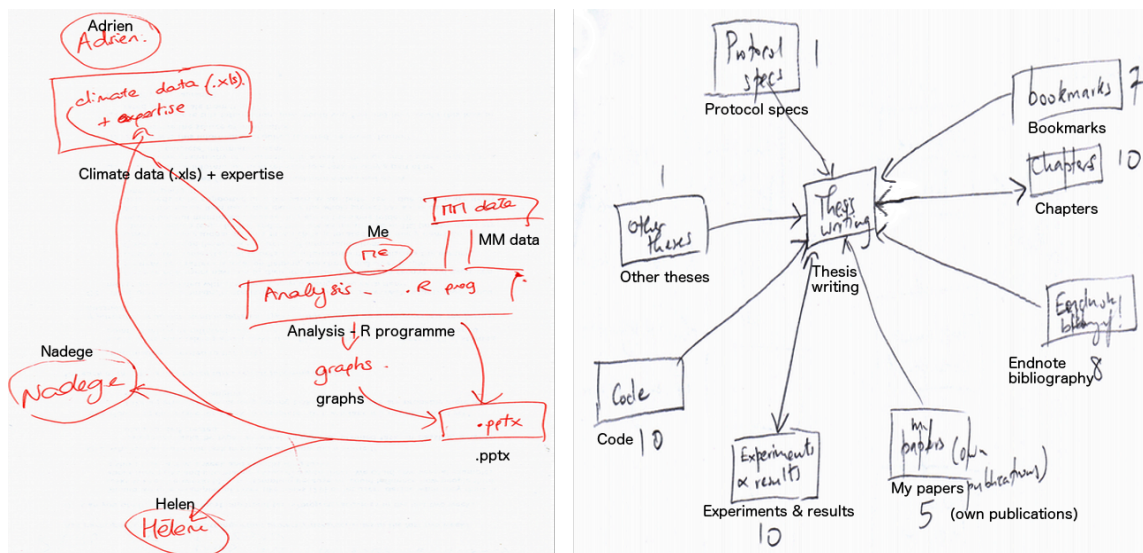 Adrien
Adrien.
climate data (.xls)
+ expertise
Climate data (.xls) + expertise
MM data
MM data
Me
me
Analysis - .R prog
Analysis - R programme
graphs.
graphs
Nadege
Nadege
.pptx
.pptx
Helen
Protocol
specs
1
Protocol specs
bookmarks
7
Bookmarks
Chapters
10
Chapters
1
Other
theses
Other theses
Thesis
writing
Thesis
writing
Endnote
bibliography
8
Code
Code
10
Experiments
& results
Experiments & results
10
my
papers (own
publications)
My papers
5
(own publications)